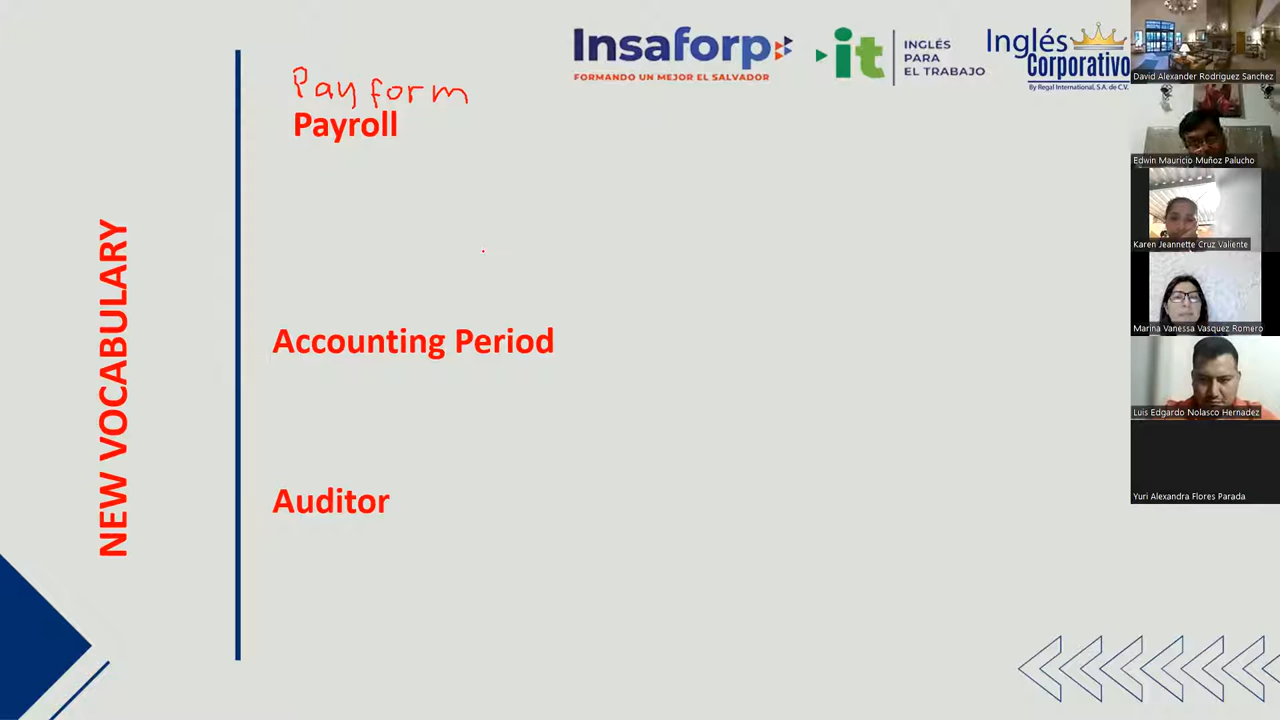 Insaforp
FORMANDO UN MEJOR EL SALVADOR
it
INGLÉS
PARA
EL TRABAJO
Inglés
Corporativo
By Regal International, S.A. de C.V.
Pay form
Payroll
NEW VOCABULARY
Accounting Period
Auditor
David Alexander Rodriguez Sanchez
Edwin Mauricio Muñoz Palucho
Karen Jeannette Cruz Valiente
Marina Vanessa Vasquez Romero
Luis Edgardo Nolasco Hernadez
Yuri Alexandra Flores Parada